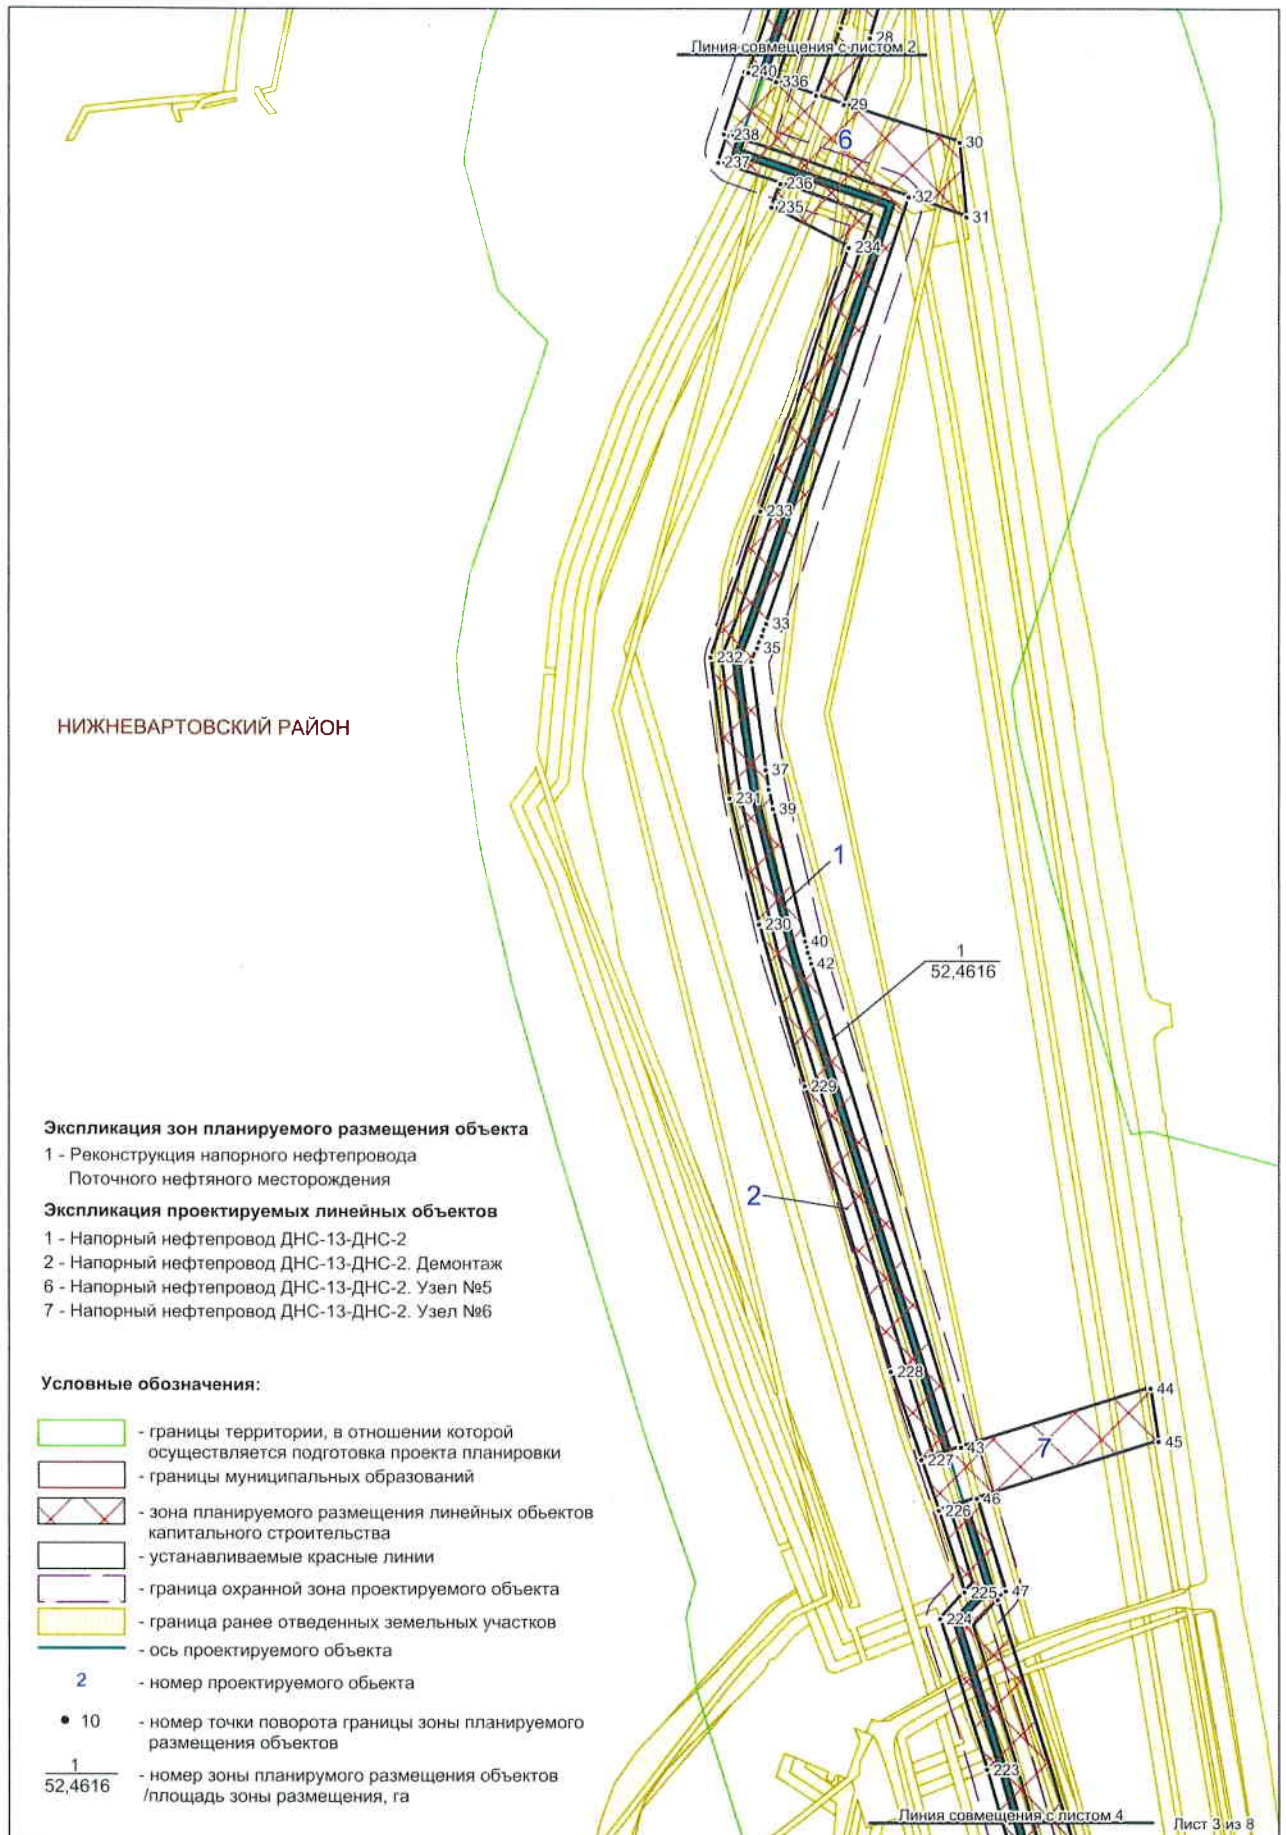 28
Линия совмещения с листом 2
240
336
29
30
238
6
237
236
32
235
31
234
233
33
35
232
НИЖНЕВАРТОВСКИЙ РАЙОН
37
231
39
1
230
40
42
1
52,4616
229
Экспликация зон планируемого размещения объекта
1 - Реконструкция напорного нефтепровода
Поточного нефтяного месторождения
2
Экспликация проектируемых линейных объектов
1 - Напорный нефтепровод ДНС-13-ДНС-2
2 - Напорный нефтепровод ДНС-13-ДНС-2. Демонтаж
6 - Напорный нефтепровод ДНС-13-ДНС-2. Узел №5
7 - Напорный нефтепровод ДНС-13-ДНС-2. Узел №6
228
44
43
7
45
227
46
226
225
47
224
223
Условные обозначения:
- границы территории, в отношении которой
осуществляется подготовка проекта планировки
- границы муниципальных образований
- зона планируемого размещения линейных обьектов
капитального строительства
- устанавливаемые красные линии
- граница охранной зона проектируемого объекта
- граница ранее отведенных земельных участков
- ось проектируемого объекта
2 - номер проектируемого обьекта
10 - номер точки поворота границы зоны планируемого
размещения объектов
1
52,4616
- номер зоны планирумого размещения объектов
/площадь зоны размещения, га
Линия совмещения с листом 4
Лист 3 из 8